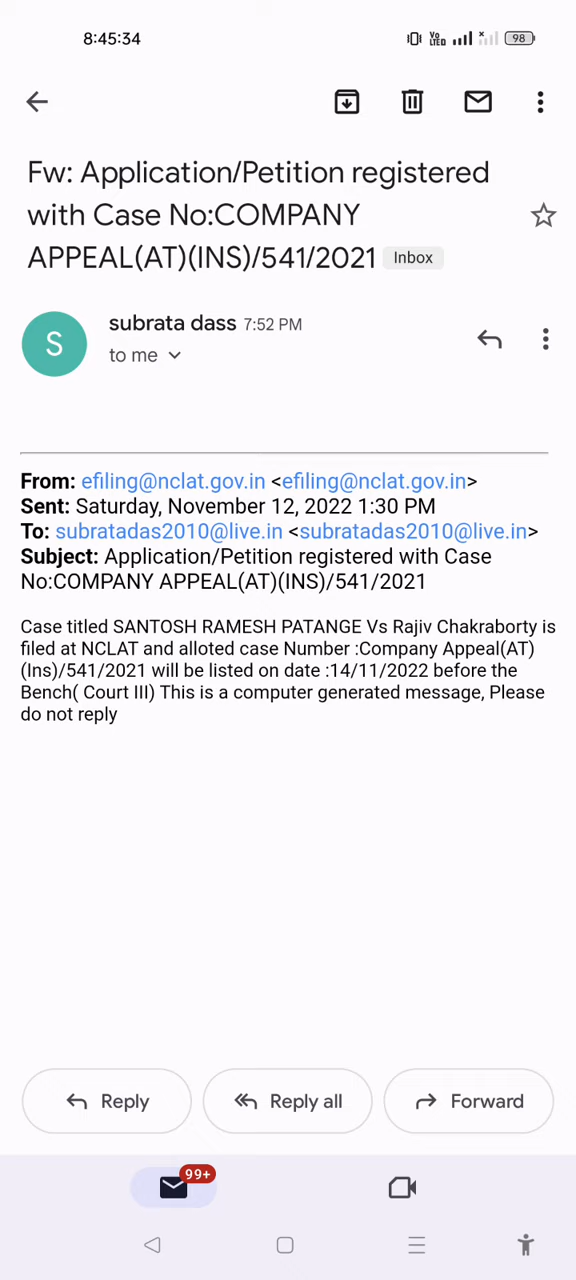 8:45:34
Vo
LTED
98
Fw: Application/Petition registered
with Case No:COMPANY
APPEAL(AT)(INS)/541/2021 Inbox
S
subrata dass 7:52 PM
to me
From: efiling@nclat.gov.in <efiling@nclat.gov.in>
Sent: Saturday, November 12, 2022 1:30 PM
To: subratadas2010@live.in <subratadas2010@live.in>
Subject: Application/Petition registered with Case
No:COMPANY APPEAL(AT)(INS)/541/2021
Case titled SANTOSH RAMESH PATANGE Vs Rajiv Chakraborty is
filed at NCLAT and alloted case Number :Company Appeal(AT)
(Ins)/541/2021 will be listed on date :14/11/2022 before the
Bench( Court III) This is a computer generated message, Please
do not reply
Reply
Reply all
Forward
99+